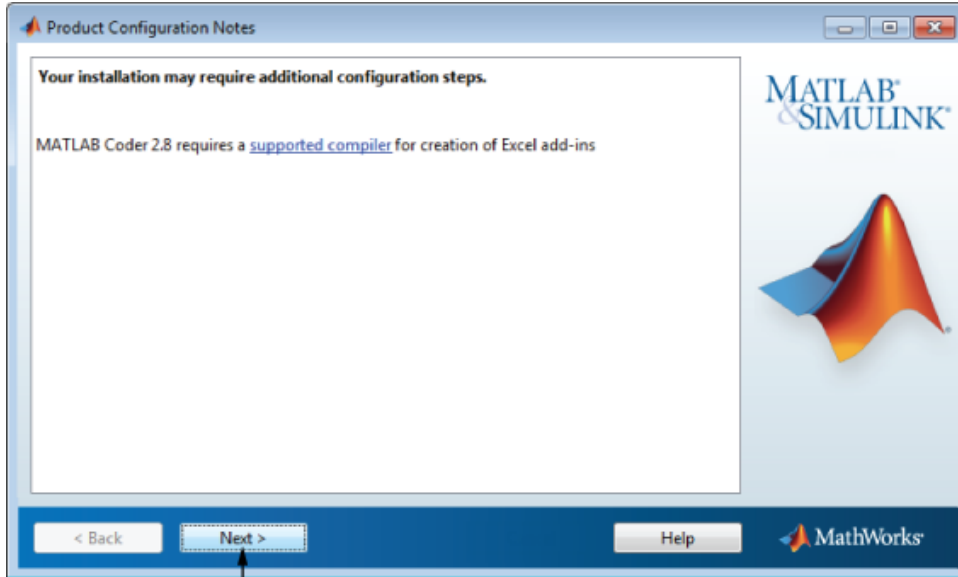 Product Configuration Notes
Your installation may require additional configuration steps.
MATLAB Coder 2.8 requires a supported compiler for creation of Excel add-ins
MATLAB®
&SIMULINK®
< Back
Next >
Help
MathWorks®